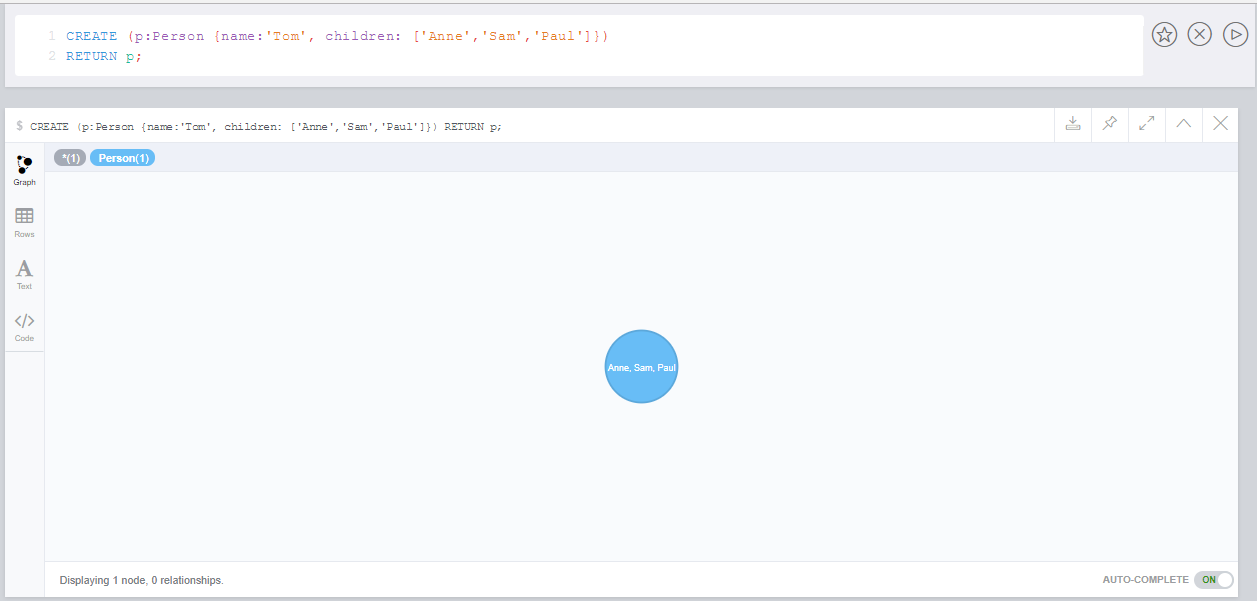 1 CREATE (p:Person {name:'Tom', children: ['Anne','Sam','Paul']})
2 RETURN p;
$ CREATE (p:Person {name:'Tom', children: ['Anne','Sam','Paul']}) RETURN p;
*(1) Person(1)
Graph
Rows
A
Text
</>
Code
Anne, Sam, Paul
Displaying 1 node, 0 relationships.
AUTO-COMPLETE ON